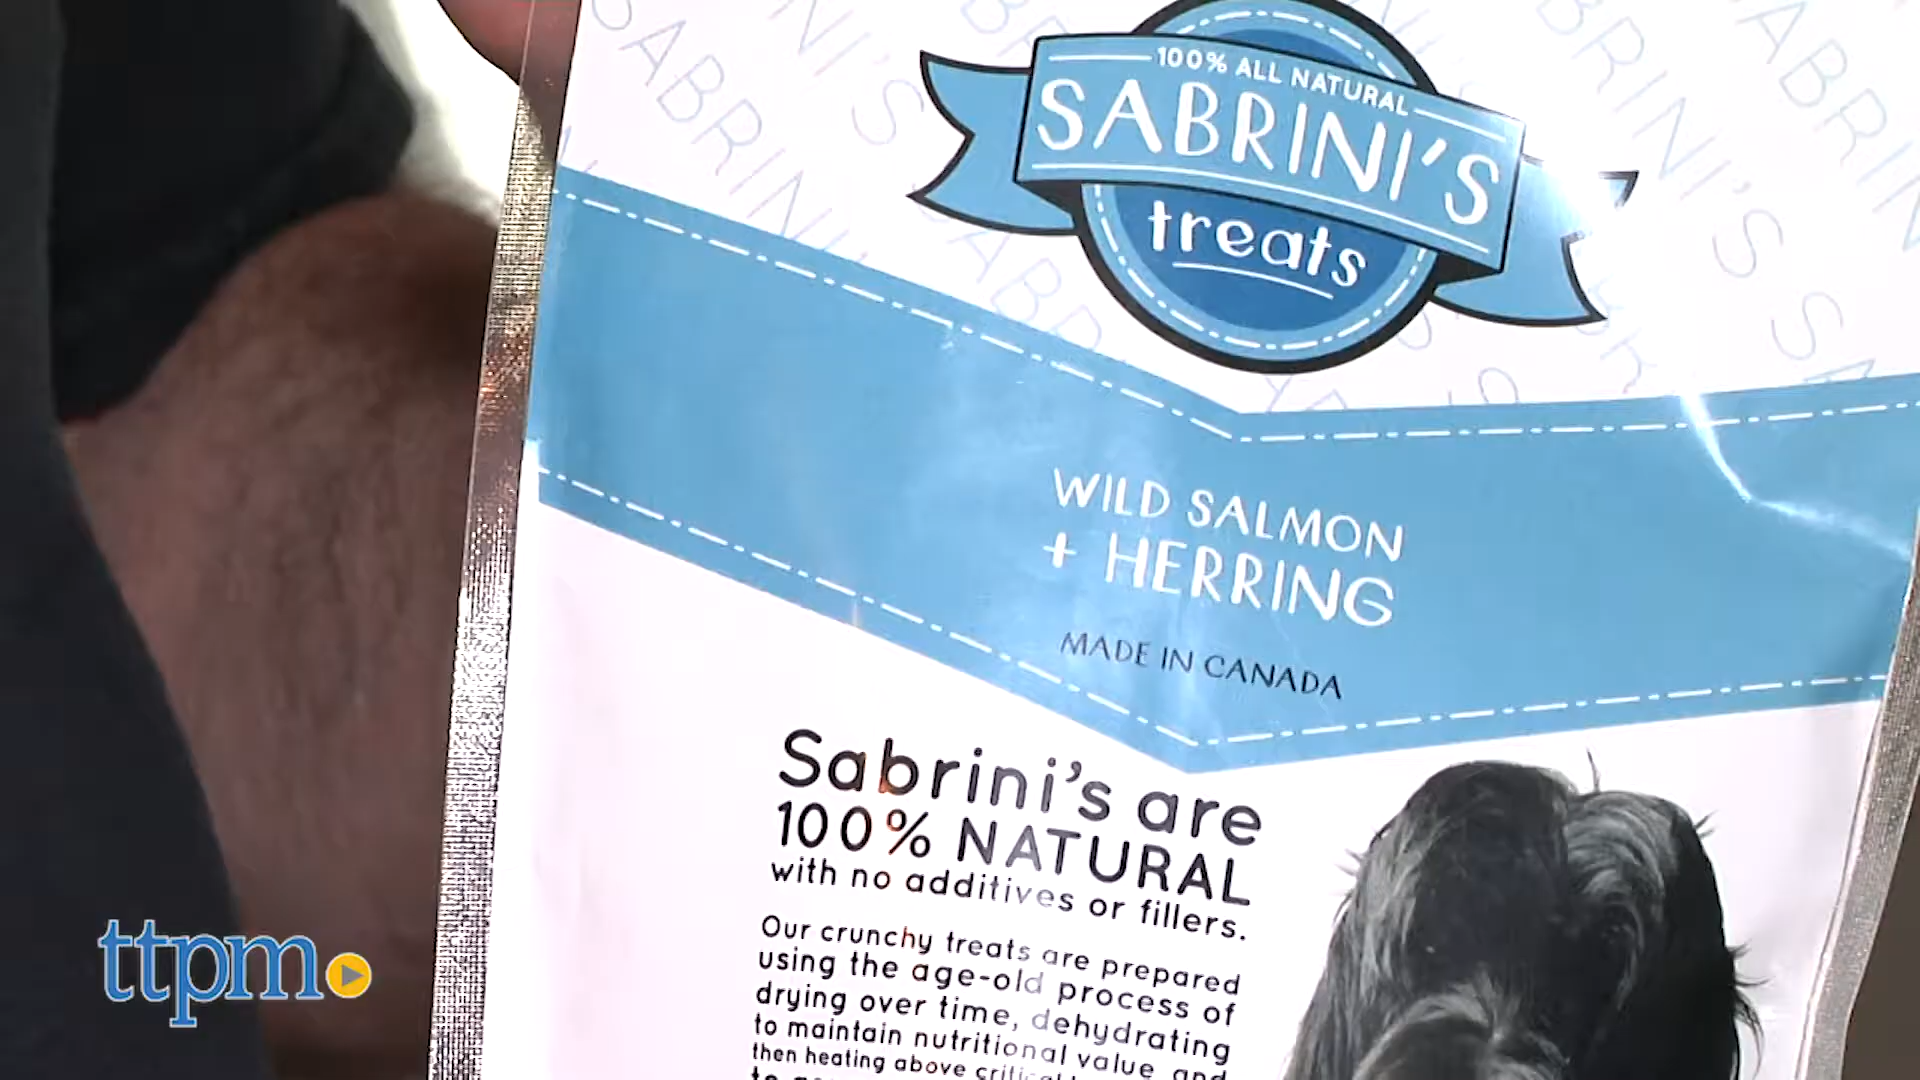 100% ALL NATURAL
SABRINI'S
treats
WILD SALMON
+ HERRING
MADE IN CANADA
Sabrini's are
100% NATURAL
with no additives or fillers.
Our crunchy treats are prepared
using the age-old process of
drying over time, dehydrating
to maintain nutritional value and
then heating above
ttpm